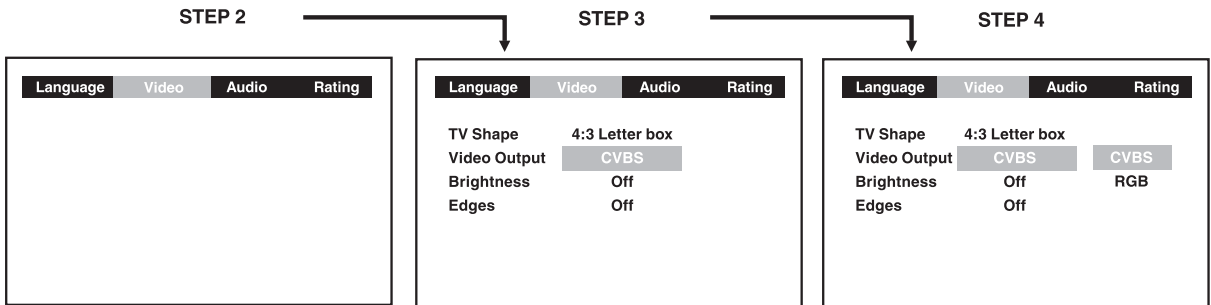 STEP 2
STEP 3
STEP 4
Language Video Audio Rating
Language Video Audio Rating
TV Shape 4:3 Letter box
Video Output CVBS
Brightness Off
Edges Off
Language Video Audio Rating
TV Shape 4:3 Letter box
Video Output CVBS CVBS
Brightness Off RGB
Edges Off